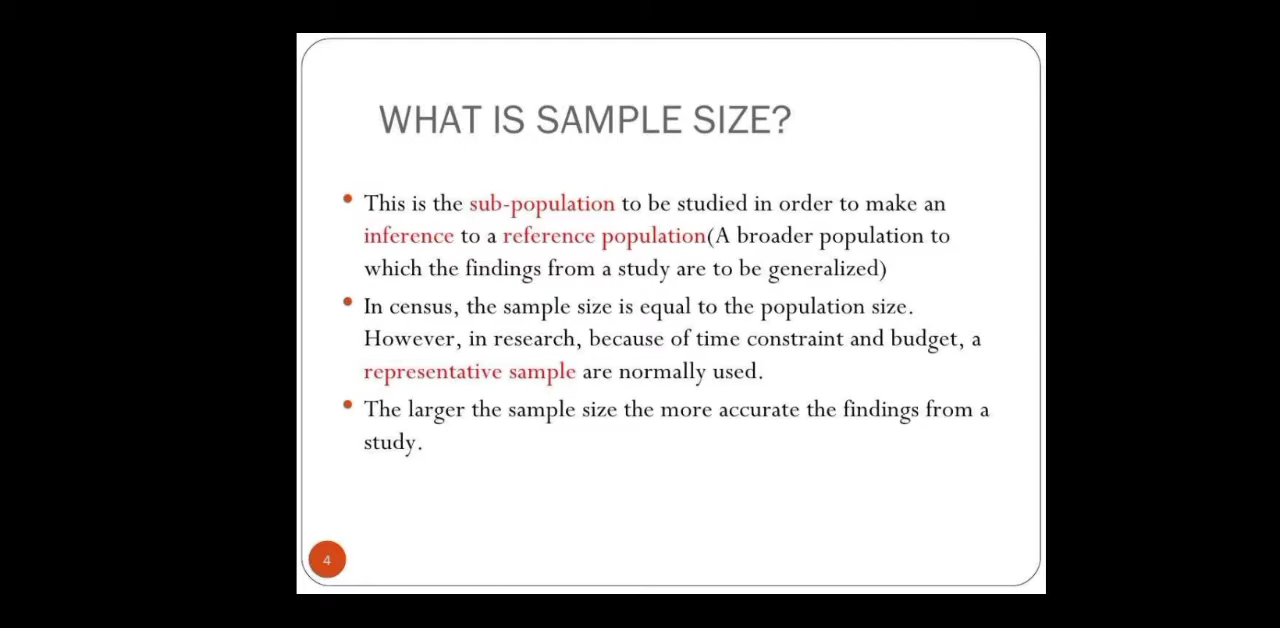 WHAT IS SAMPLE SIZE?
This is the sub-population to be studied in order to make an
inference to a reference population(A broader population to
which the findings from a study are to be generalized)
In census, the sample size is equal to the population size.
However, in research, because of time constraint and budget, a
representative sample are normally used.
The larger the sample size the more accurate the findings from a
study.
4